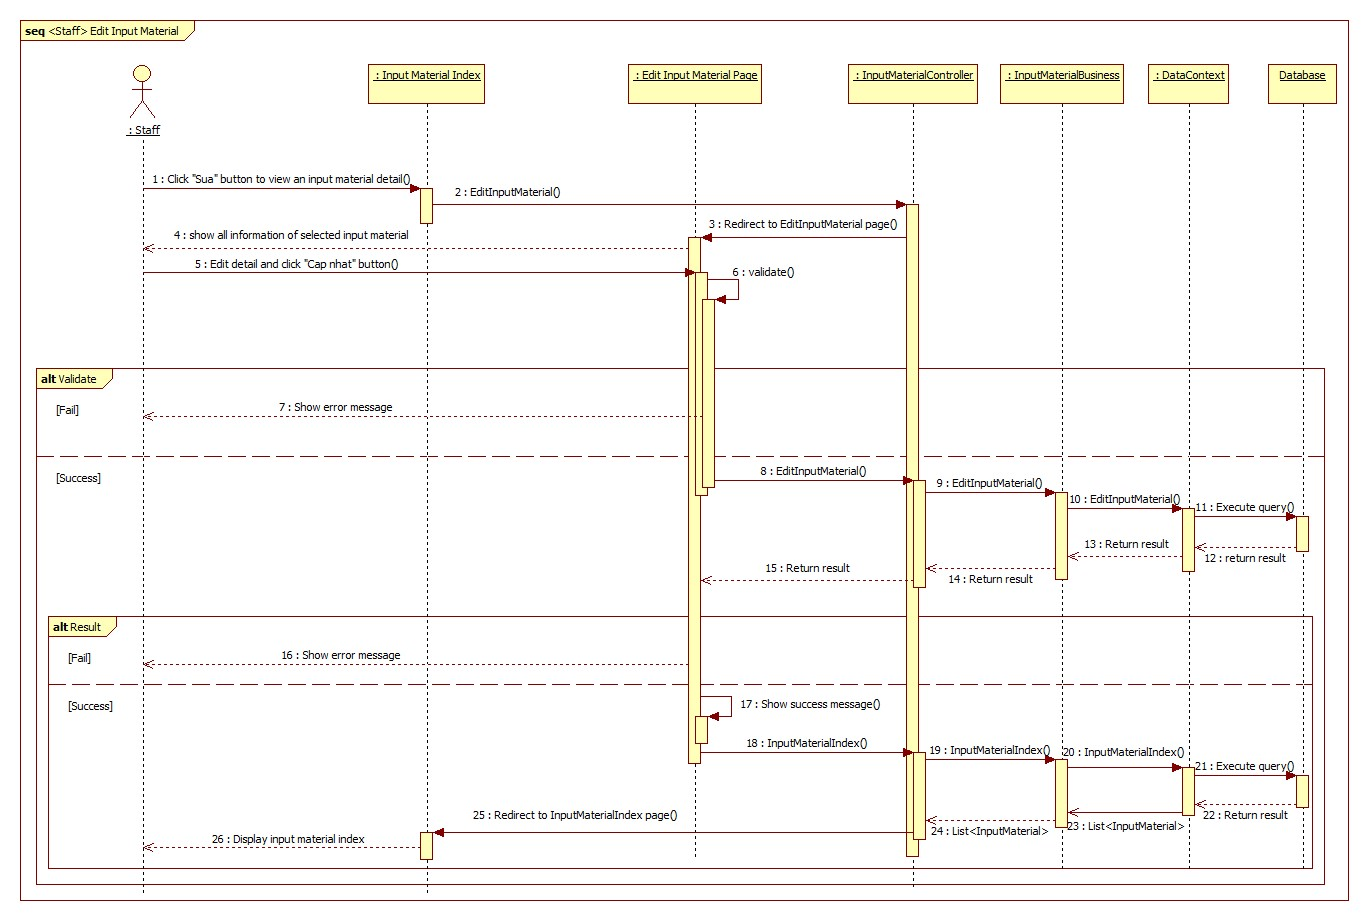 seq <Staff> Edit Input Material
: Input Material Index
: Edit Input Material Page
: InputMaterialController
: InputMaterialBusiness
: DataContext
Database
: Staff
1 : Click "Sua" button to view an input material detail()
2 : EditInputMaterial()
3 : Redirect to EditInputMaterial page()
4 : show all information of selected input material
5 : Edit detail and click "Cap nhat" button()
6 : validate()
alt Validate
[Fail]
7 : Show error message
[Success]
8 : EditInputMaterial()
9 : EditInputMaterial()
10 : EditInputMaterial()
11 : Execute query()
12 : return result
13 : Return result
14 : Return result
15 : Return result
alt Result
[Fail]
16 : Show error message
[Success]
17 : Show success message()
18 : InputMaterialIndex()
19 : InputMaterialIndex()
20 : InputMaterialIndex()
21 : Execute query()
22 : Return result
23 : List<InputMaterial>
24 : List<InputMaterial>
25 : Redirect to InputMaterialIndex page()
26 : Display input material index